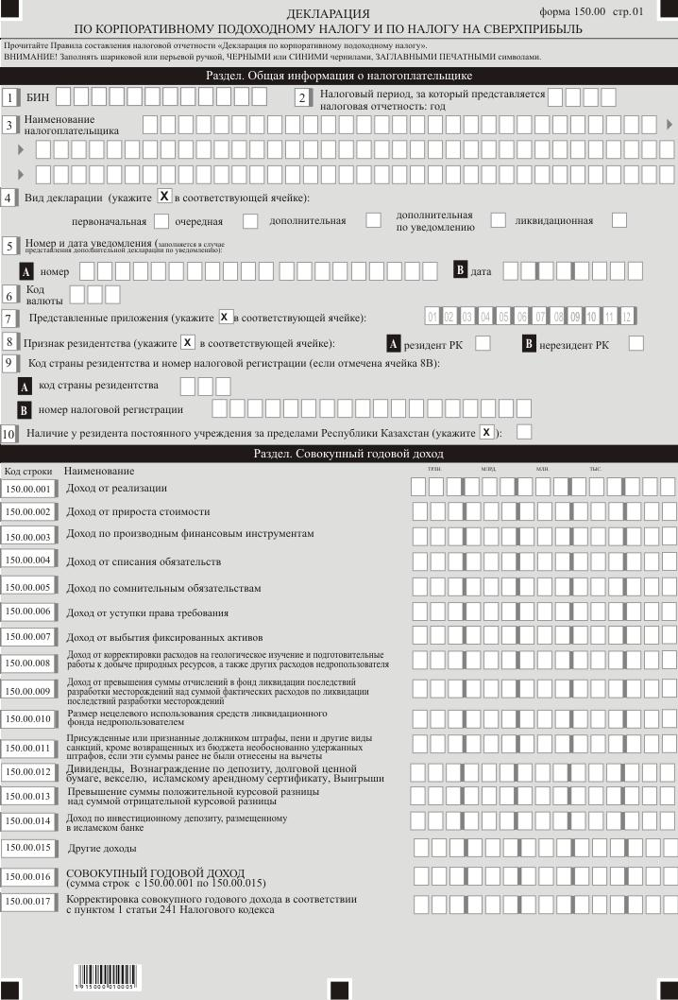 ДЕКЛАРАЦИЯ
форма 150.00 стр.01
ПО КОРПОРАТИВНОМУ ПОДОХОДНОМУ НАЛОГУ И ПО НАЛОГУ НА СВЕРХПРИБЫЛЬ
Прочитайте Правила составления налоговой отчетности «Декларация по корпоративному подоходному налогу».
ВНИМАНИЕ! Заполнять шариковой или перьевой ручкой, ЧЕРНЫМИ или СИНИМИ чернилами, ЗАГЛАВНЫМИ ПЕЧАТНЫМИ символами.
Раздел. Общая информация о налогоплательщике
1 БИН
2 Налоговый период, за который представляется
налоговая отчетность: год
3 Наименование
налогоплательщика
4 Вид декларации (укажите X в соответствующей ячейке):
первоначальная очередная дополнительная дополнительная
по уведомлению ликвидационная
5 Номер и дата уведомления (заполняется в случае
представления дополнительной декларации по уведомлению):
A номер B дата
6 Код
валюты
7 Представленные приложения (укажите X в соответствующей ячейке): 01 02 03 04 05 06 07 08 09 10 11 12
8 Признак резидентства (укажите X в соответствующей ячейке): A резидент РК B нерезидент РК
9 Код страны резидентства и номер налоговой регистрации (если отмечена ячейка 8В):
A код страны резидентства
B номер налоговой регистрации
10 Наличие у резидента постоянного учреждения за пределами Республики Казахстан (укажите X ):
Раздел. Совокупный годовой доход
Код строки Наименование ТРЛН. МЛРД. МЛН. ТЫС.
150.00.001 Доход от реализации
150.00.002 Доход от прироста стоимости
150.00.003 Доход по производным финансовым инструментам
150.00.004 Доход от списания обязательств
150.00.005 Доход по сомнительным обязательствам
150.00.006 Доход от уступки права требования
150.00.007 Доход от выбытия фиксированных активов
150.00.008 Доход от корректировки расходов на геологическое изучение и подготовительные
работы к добыче природных ресурсов, а также других расходов недропользователя
150.00.009 Доход от превышения суммы отчислений в фонд ликвидации последствий
разработки месторождений над суммой фактических расходов по ликвидации
последствий разработки месторождений
150.00.010 Размер нецелевого использования средств ликвидационного
фонда недропользователем
150.00.011 Присужденные или признанные должником штрафы, пени и другие виды
санкций, кроме возвращенных из бюджета необоснованно удержанных
штрафов, если эти суммы ранее не были отнесены на вычеты
150.00.012 Дивиденды, Вознаграждение по депозиту, долговой ценной
бумаге, векселю, исламскому арендному сертификату, Выигрыши
150.00.013 Превышение суммы положительной курсовой разницы
над суммой отрицательной курсовой разницы
150.00.014 Доход по инвестиционному депозиту, размещенному
в исламском банке
150.00.015 Другие доходы
150.00.016 СОВОКУПНЫЙ ГОДОВОЙ ДОХОД
(сумма строк с 150.00.001 по 150.00.015)
150.00.017 Корректировка совокупного годового дохода в соответствии
с пунктом 1 статьи 241 Налогового кодекса
1915000010005